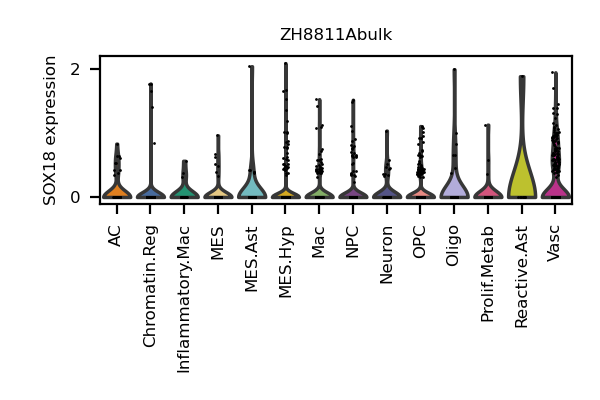 ZH8811Abulk
SOX18 expression
2
0
AC
Chromatin.Reg
Inflammatory.Mac
MES
MES.Ast
MES.Hyp
Mac
NPC
Neuron
OPC
Oligo
Prolif.Metab
Reactive.Ast
Vasc